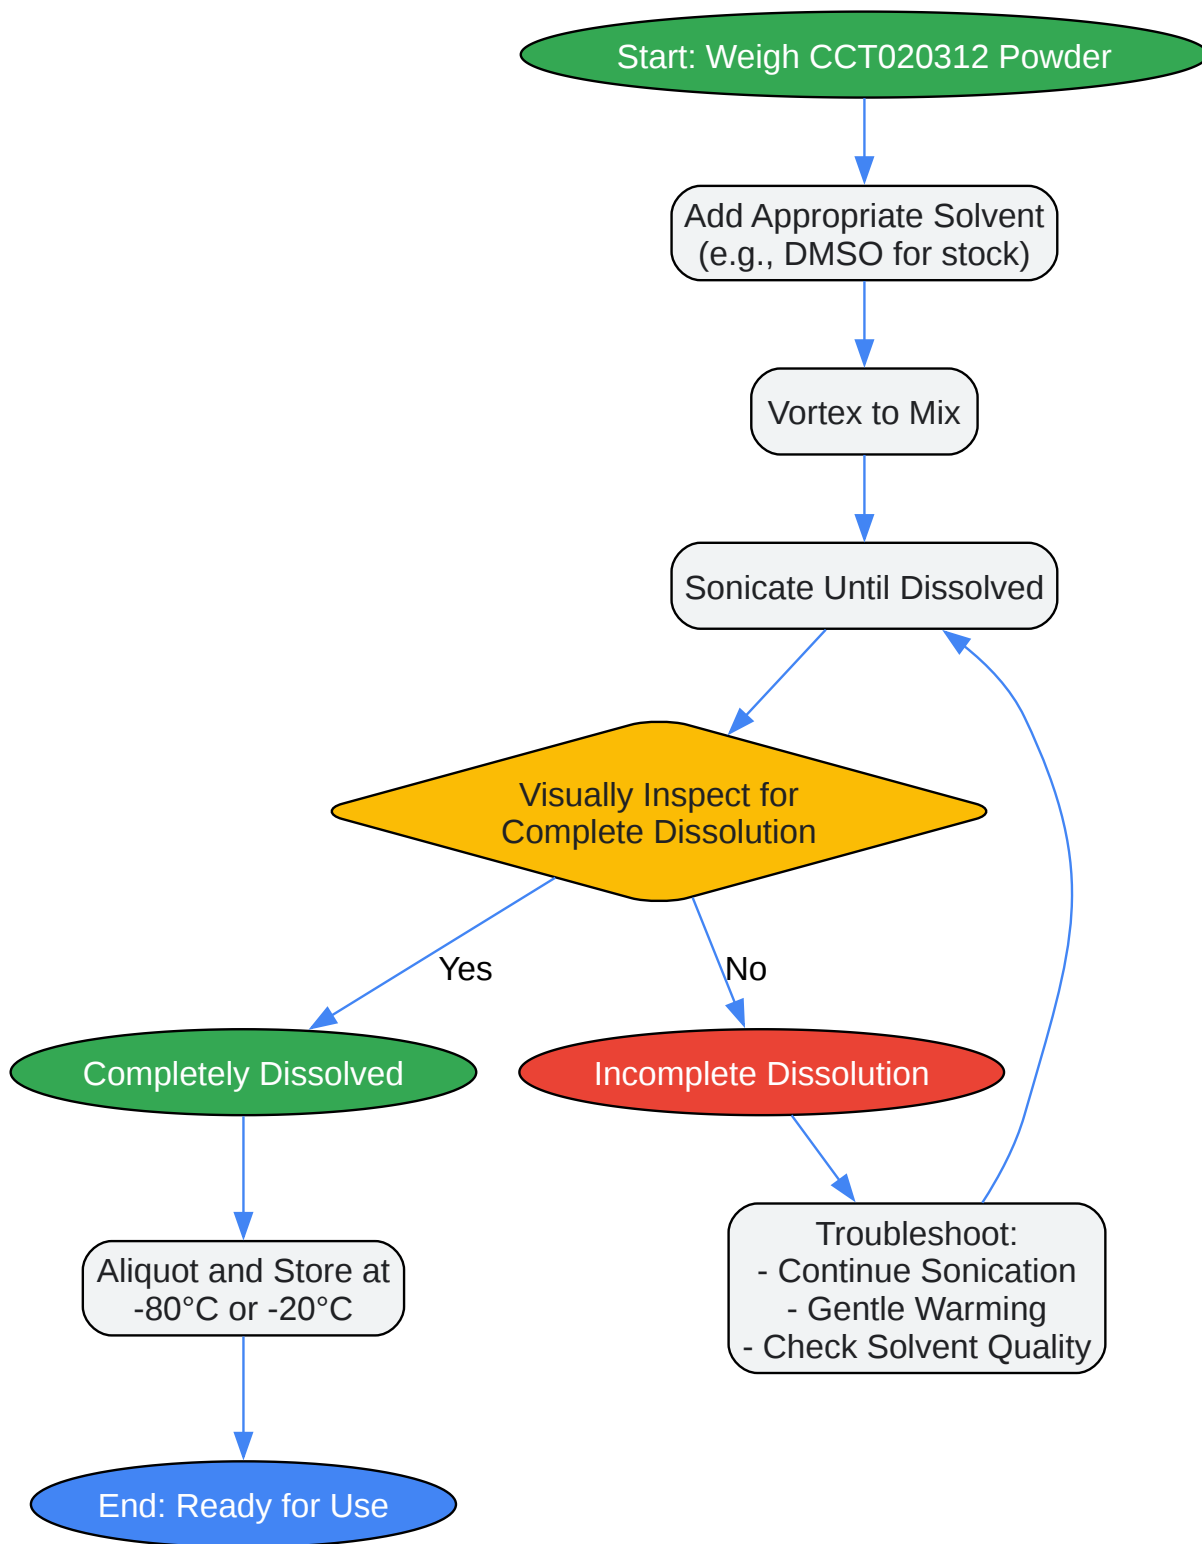 Start: Weigh CCT020312 Powder
Add Appropriate Solvent
(e.g., DMSO for stock)
Vortex to Mix
Sonicate Until Dissolved
Visually Inspect for
Complete Dissolution
Yes
No
Completely Dissolved
Incomplete Dissolution
Aliquot and Store at
-80°C or -20°C
Troubleshoot:
- Continue Sonication
- Gentle Warming
- Check Solvent Quality
End: Ready for Use